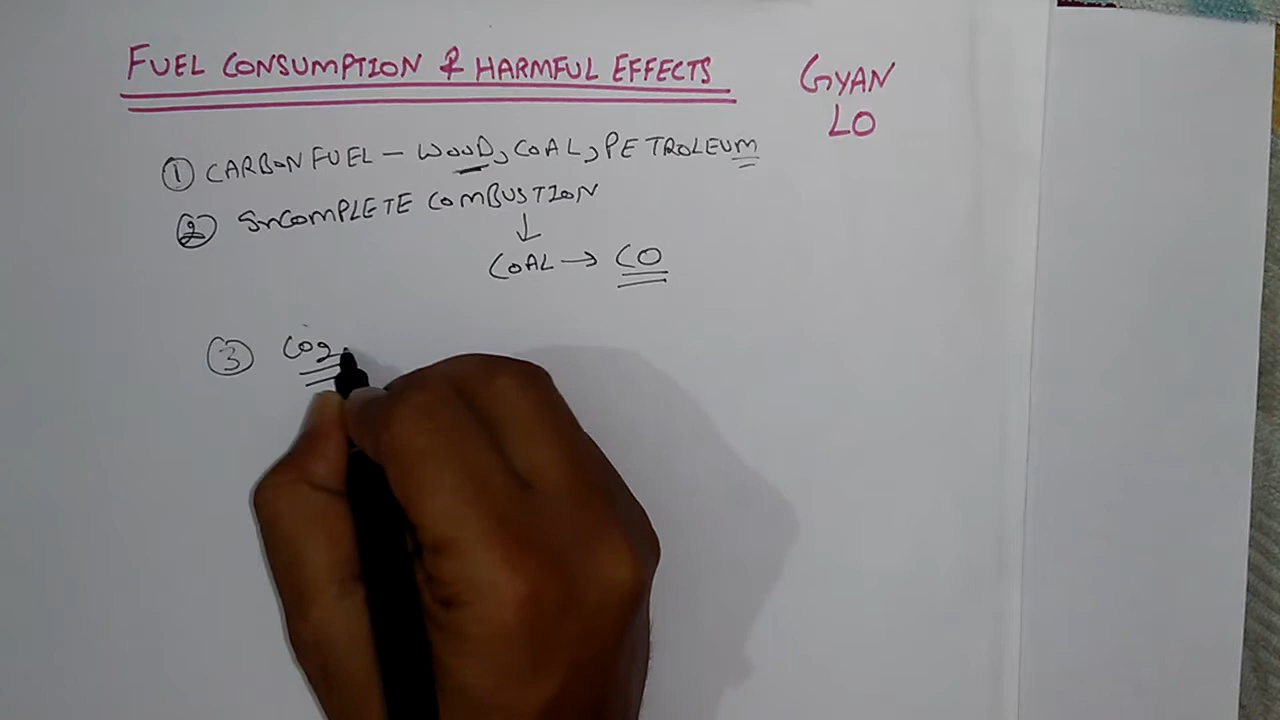 FUEL CONSUMPTION & HARMFUL EFFECTS
GYAN
LO
① CARBON FUEL - WOOD, COAL, PETROLEUM
② INCOMPLETE COMBUSTION
↓
COAL → CO
③ CO2